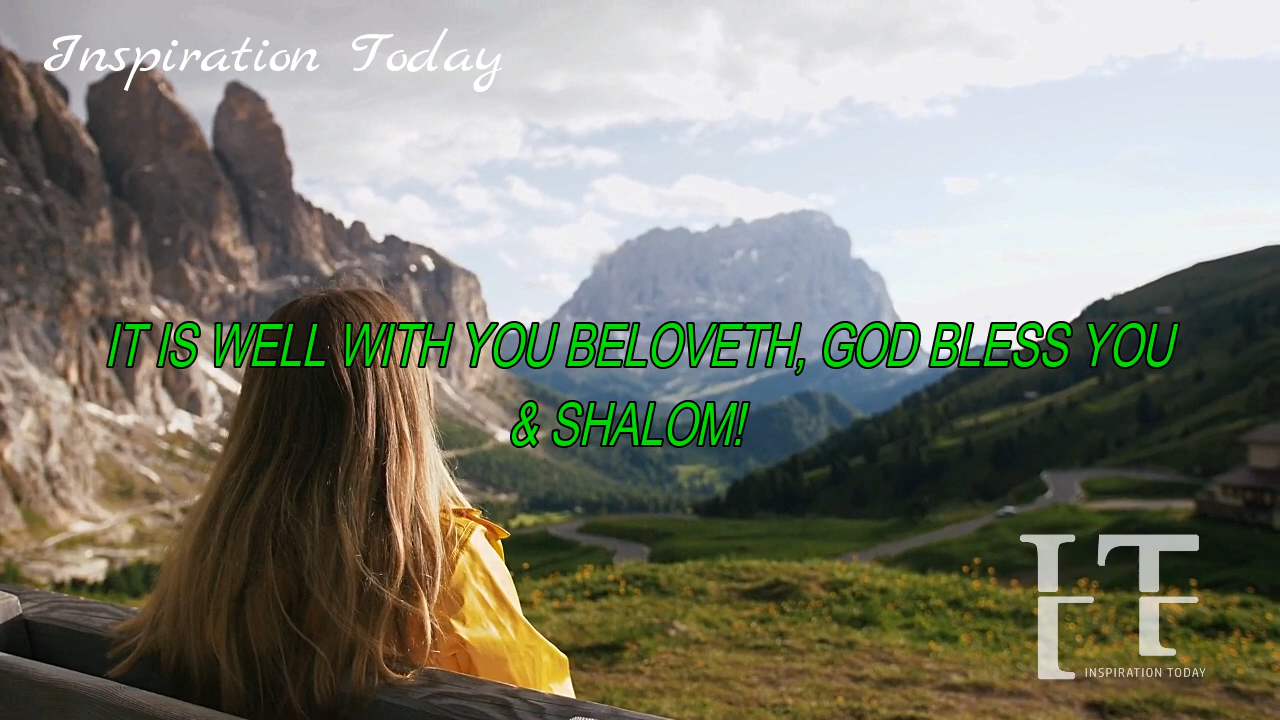 Inspiration Today
IT IS WELL WITH YOU BELOVETH, GOD BLESS YOU
& SHALOM!
IT
INSPIRATION TODAY